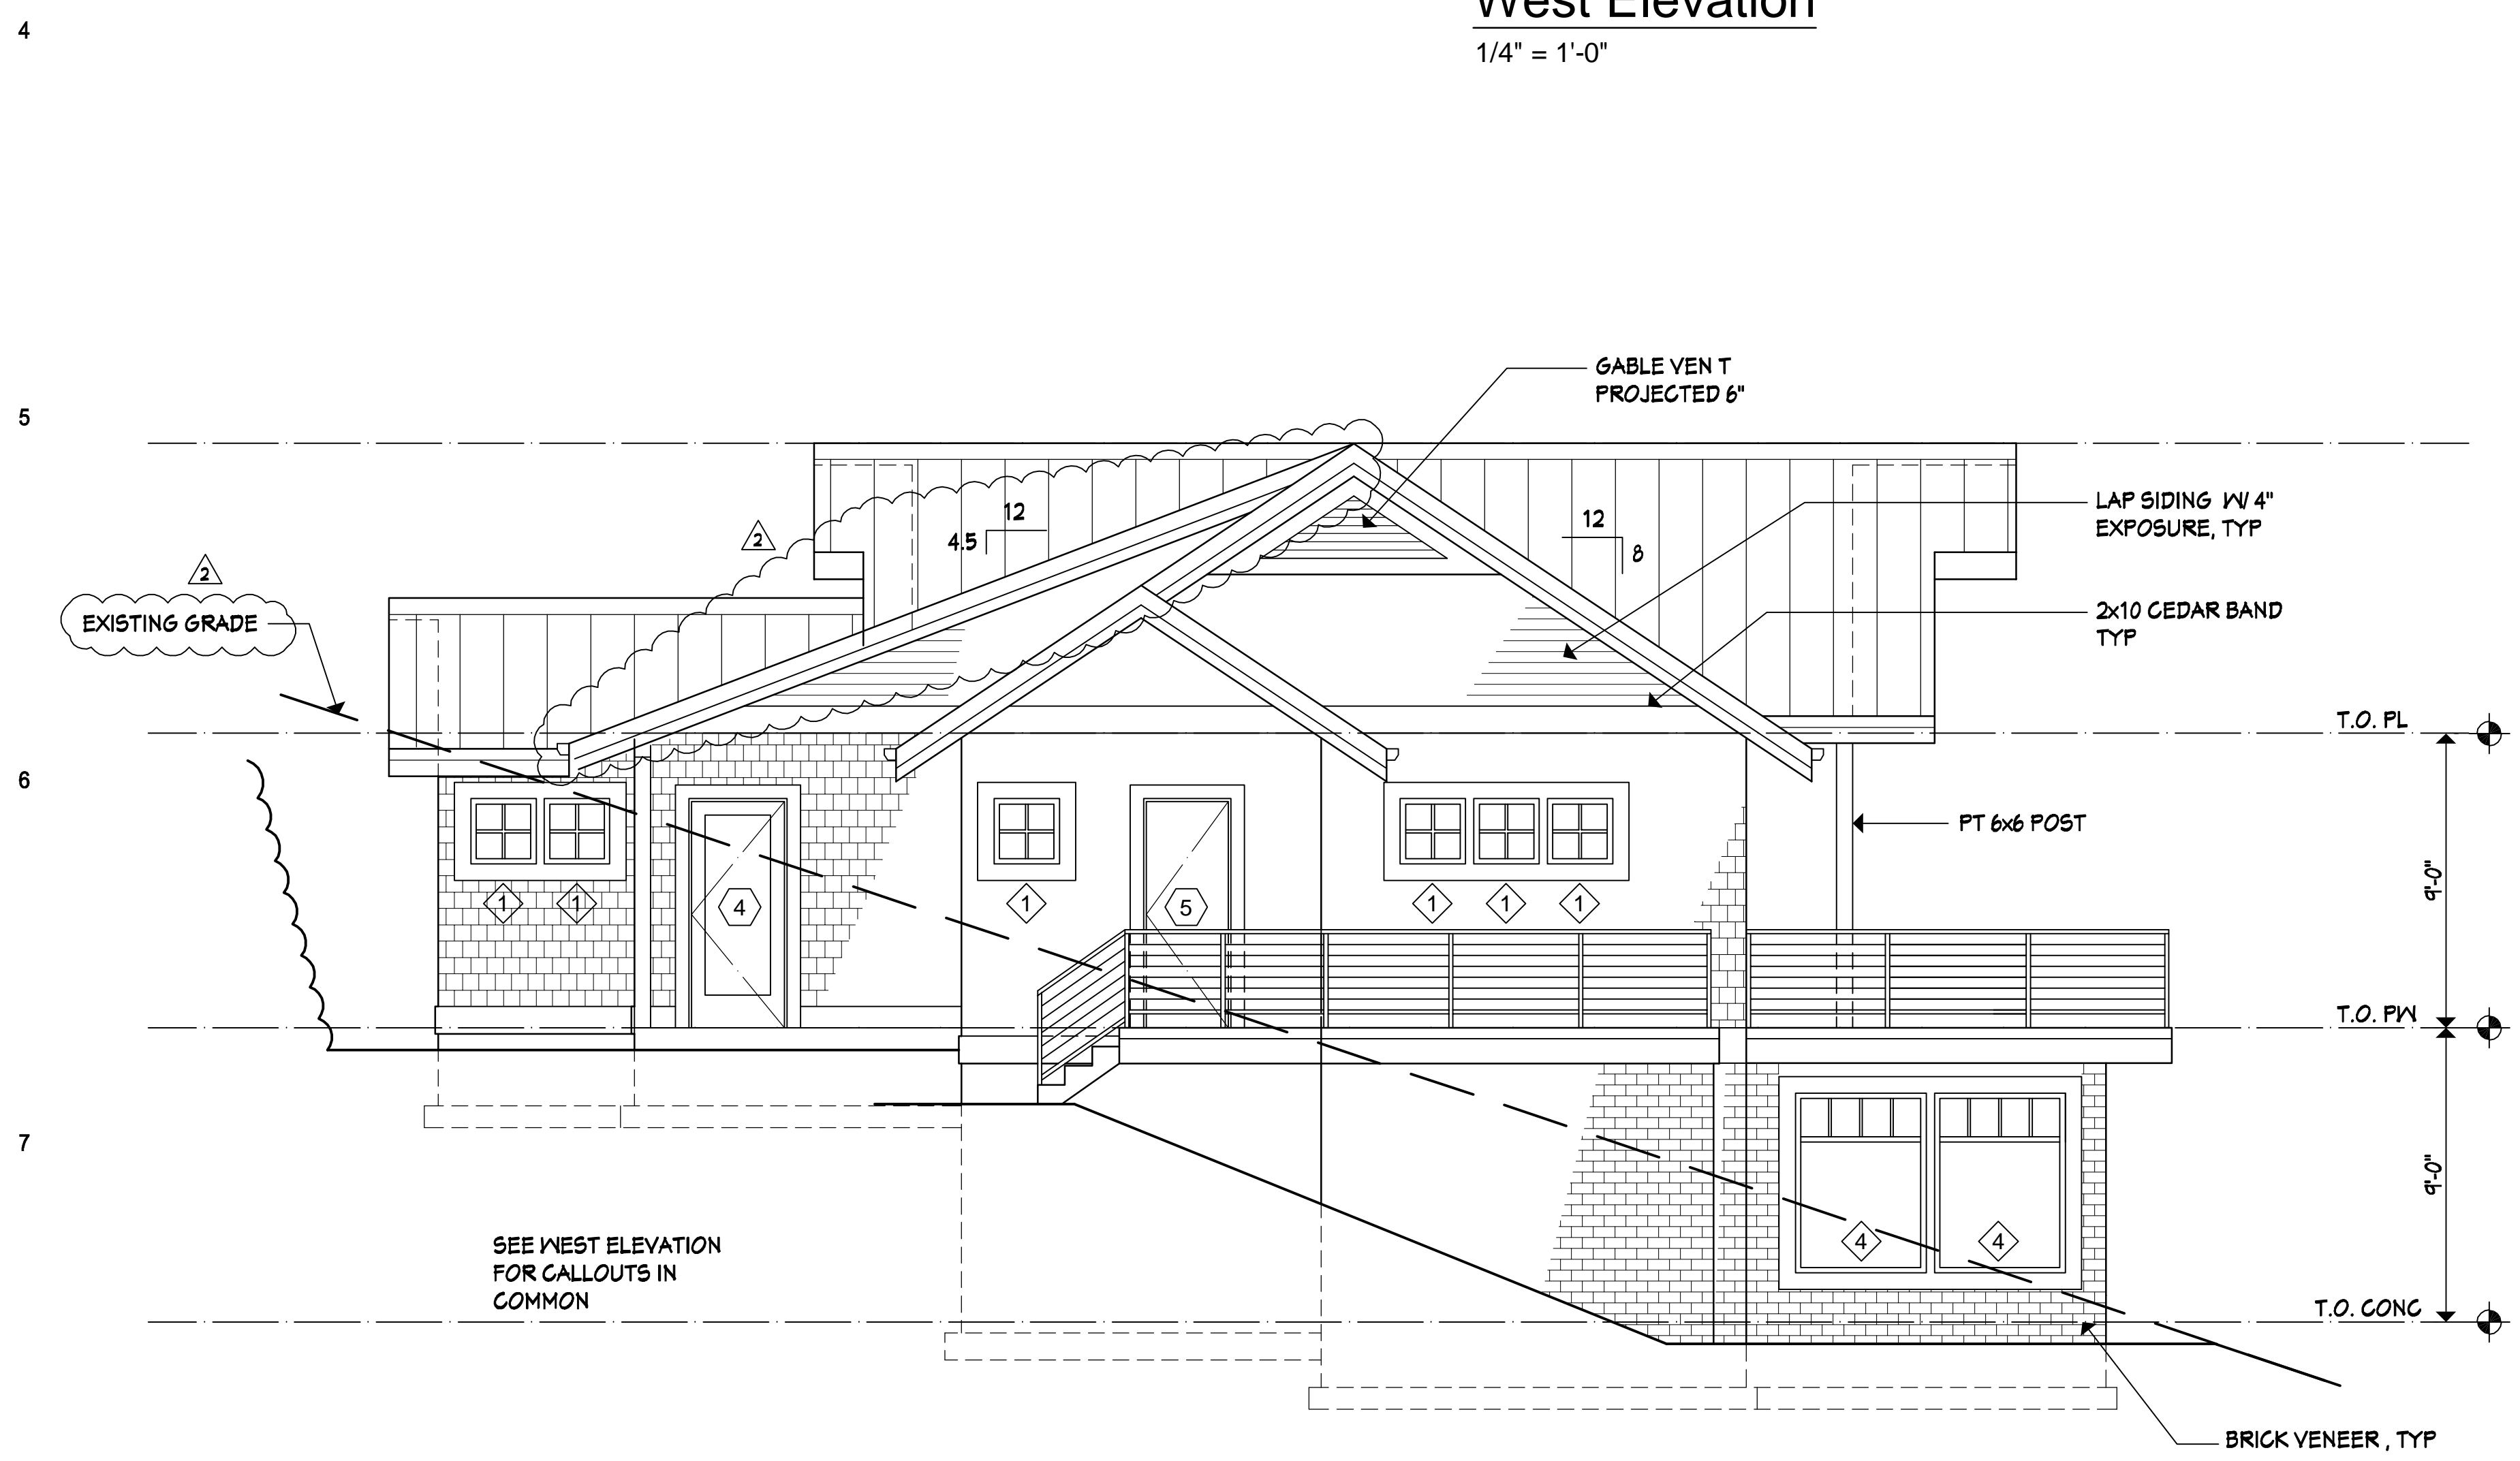 4
West Elevation
1/4" = 1'-0"
GABLE VEN T
PROJECTED 6"
5
12
4.5
12
8
LAP SIDING W/ 4"
EXPOSURE, TYP
2
2
EXISTING GRADE
2x10 CEDAR BAND
TYP
T.O. PL
6
PT 6x6 POST
9'-0"
1
1
4
1
5
1
1
1
T.O. PW
7
9'-0"
4
4
SEE WEST ELEVATION
FOR CALLOUTS IN
COMMON
T.O. CONC
BRICK VENEER , TYP